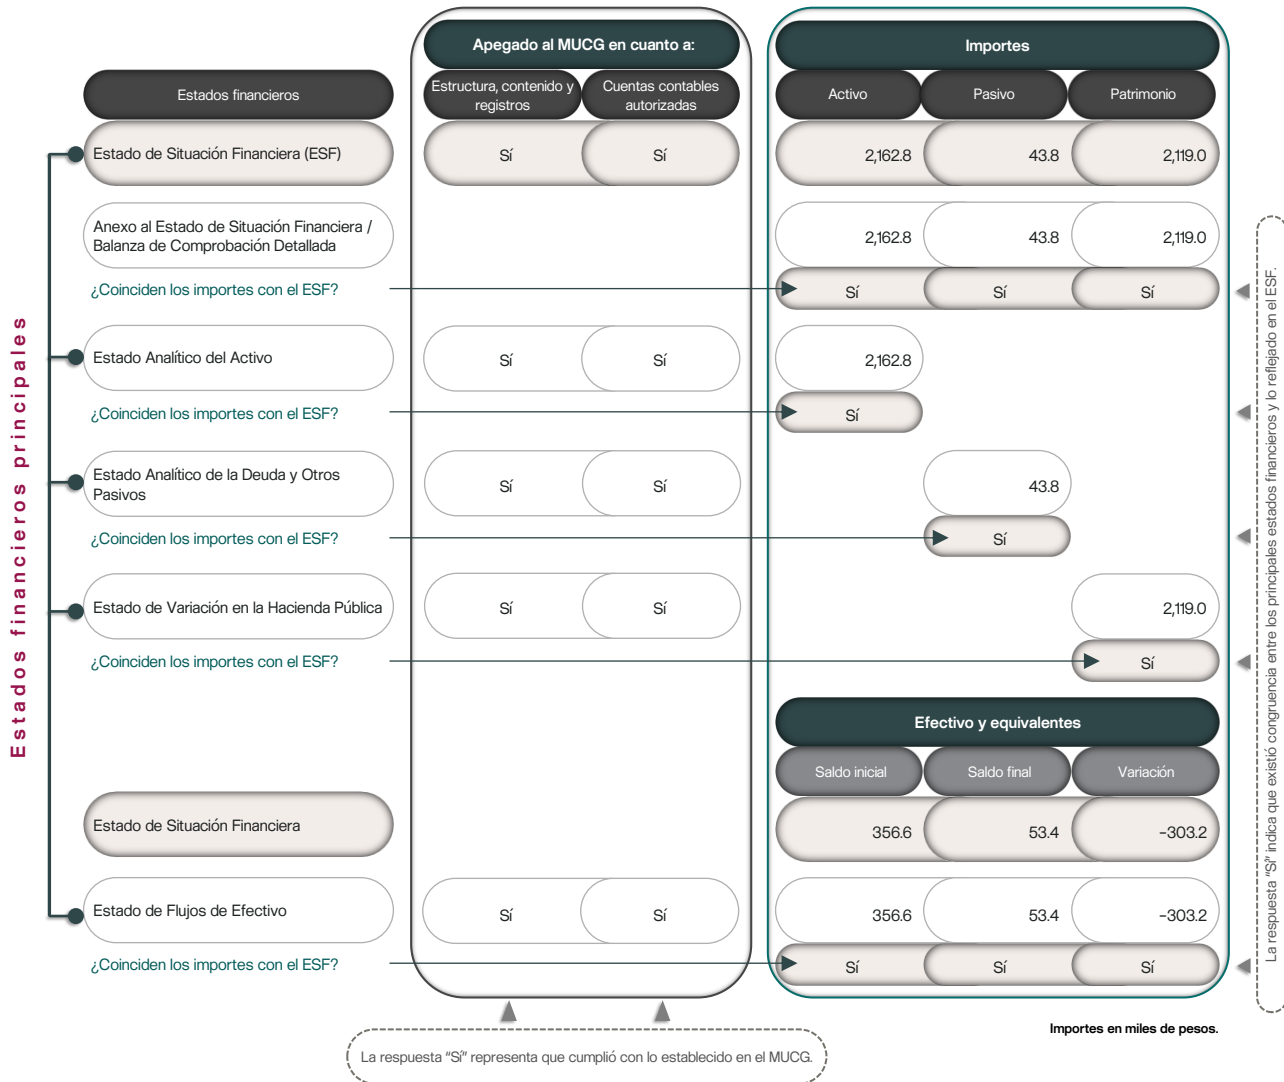 Apegado al MUCG en cuanto a:
Importes
Estados financieros
Estructura, contenido y
registros
Cuentas contables
autorizadas
Activo
Pasivo
Patrimonio
Estado de Situación Financiera (ESF)
Sí
Sí
2,162.8
43.8
2,119.0
Anexo al Estado de Situación Financiera /
Balanza de Comprobación Detallada
2,162.8
43.8
2,119.0
¿Coinciden los importes con el ESF?
Sí
Sí
Sí
Estado Analítico del Activo
Sí
Sí
2,162.8
¿Coinciden los importes con el ESF?
Sí
Estado Analítico de la Deuda y Otros
Pasivos
Sí
Sí
43.8
¿Coinciden los importes con el ESF?
Sí
Estado de Variación en la Hacienda Pública
Sí
Sí
2,119.0
¿Coinciden los importes con el ESF?
Sí
Efectivo y equivalentes
Saldo inicial
Saldo final
Variación
Estado de Situación Financiera
356.6
53.4
-303.2
Estado de Flujos de Efectivo
Sí
Sí
356.6
53.4
-303.2
¿Coinciden los importes con el ESF?
Sí
Sí
Sí
Estados financieros principales
La respuesta "Sí" indica que existió congruencia entre los principales estados financieros y lo reflejado en el ESF.
Importes en miles de pesos.
La respuesta "Sí" representa que cumplió con lo establecido en el MUCG.